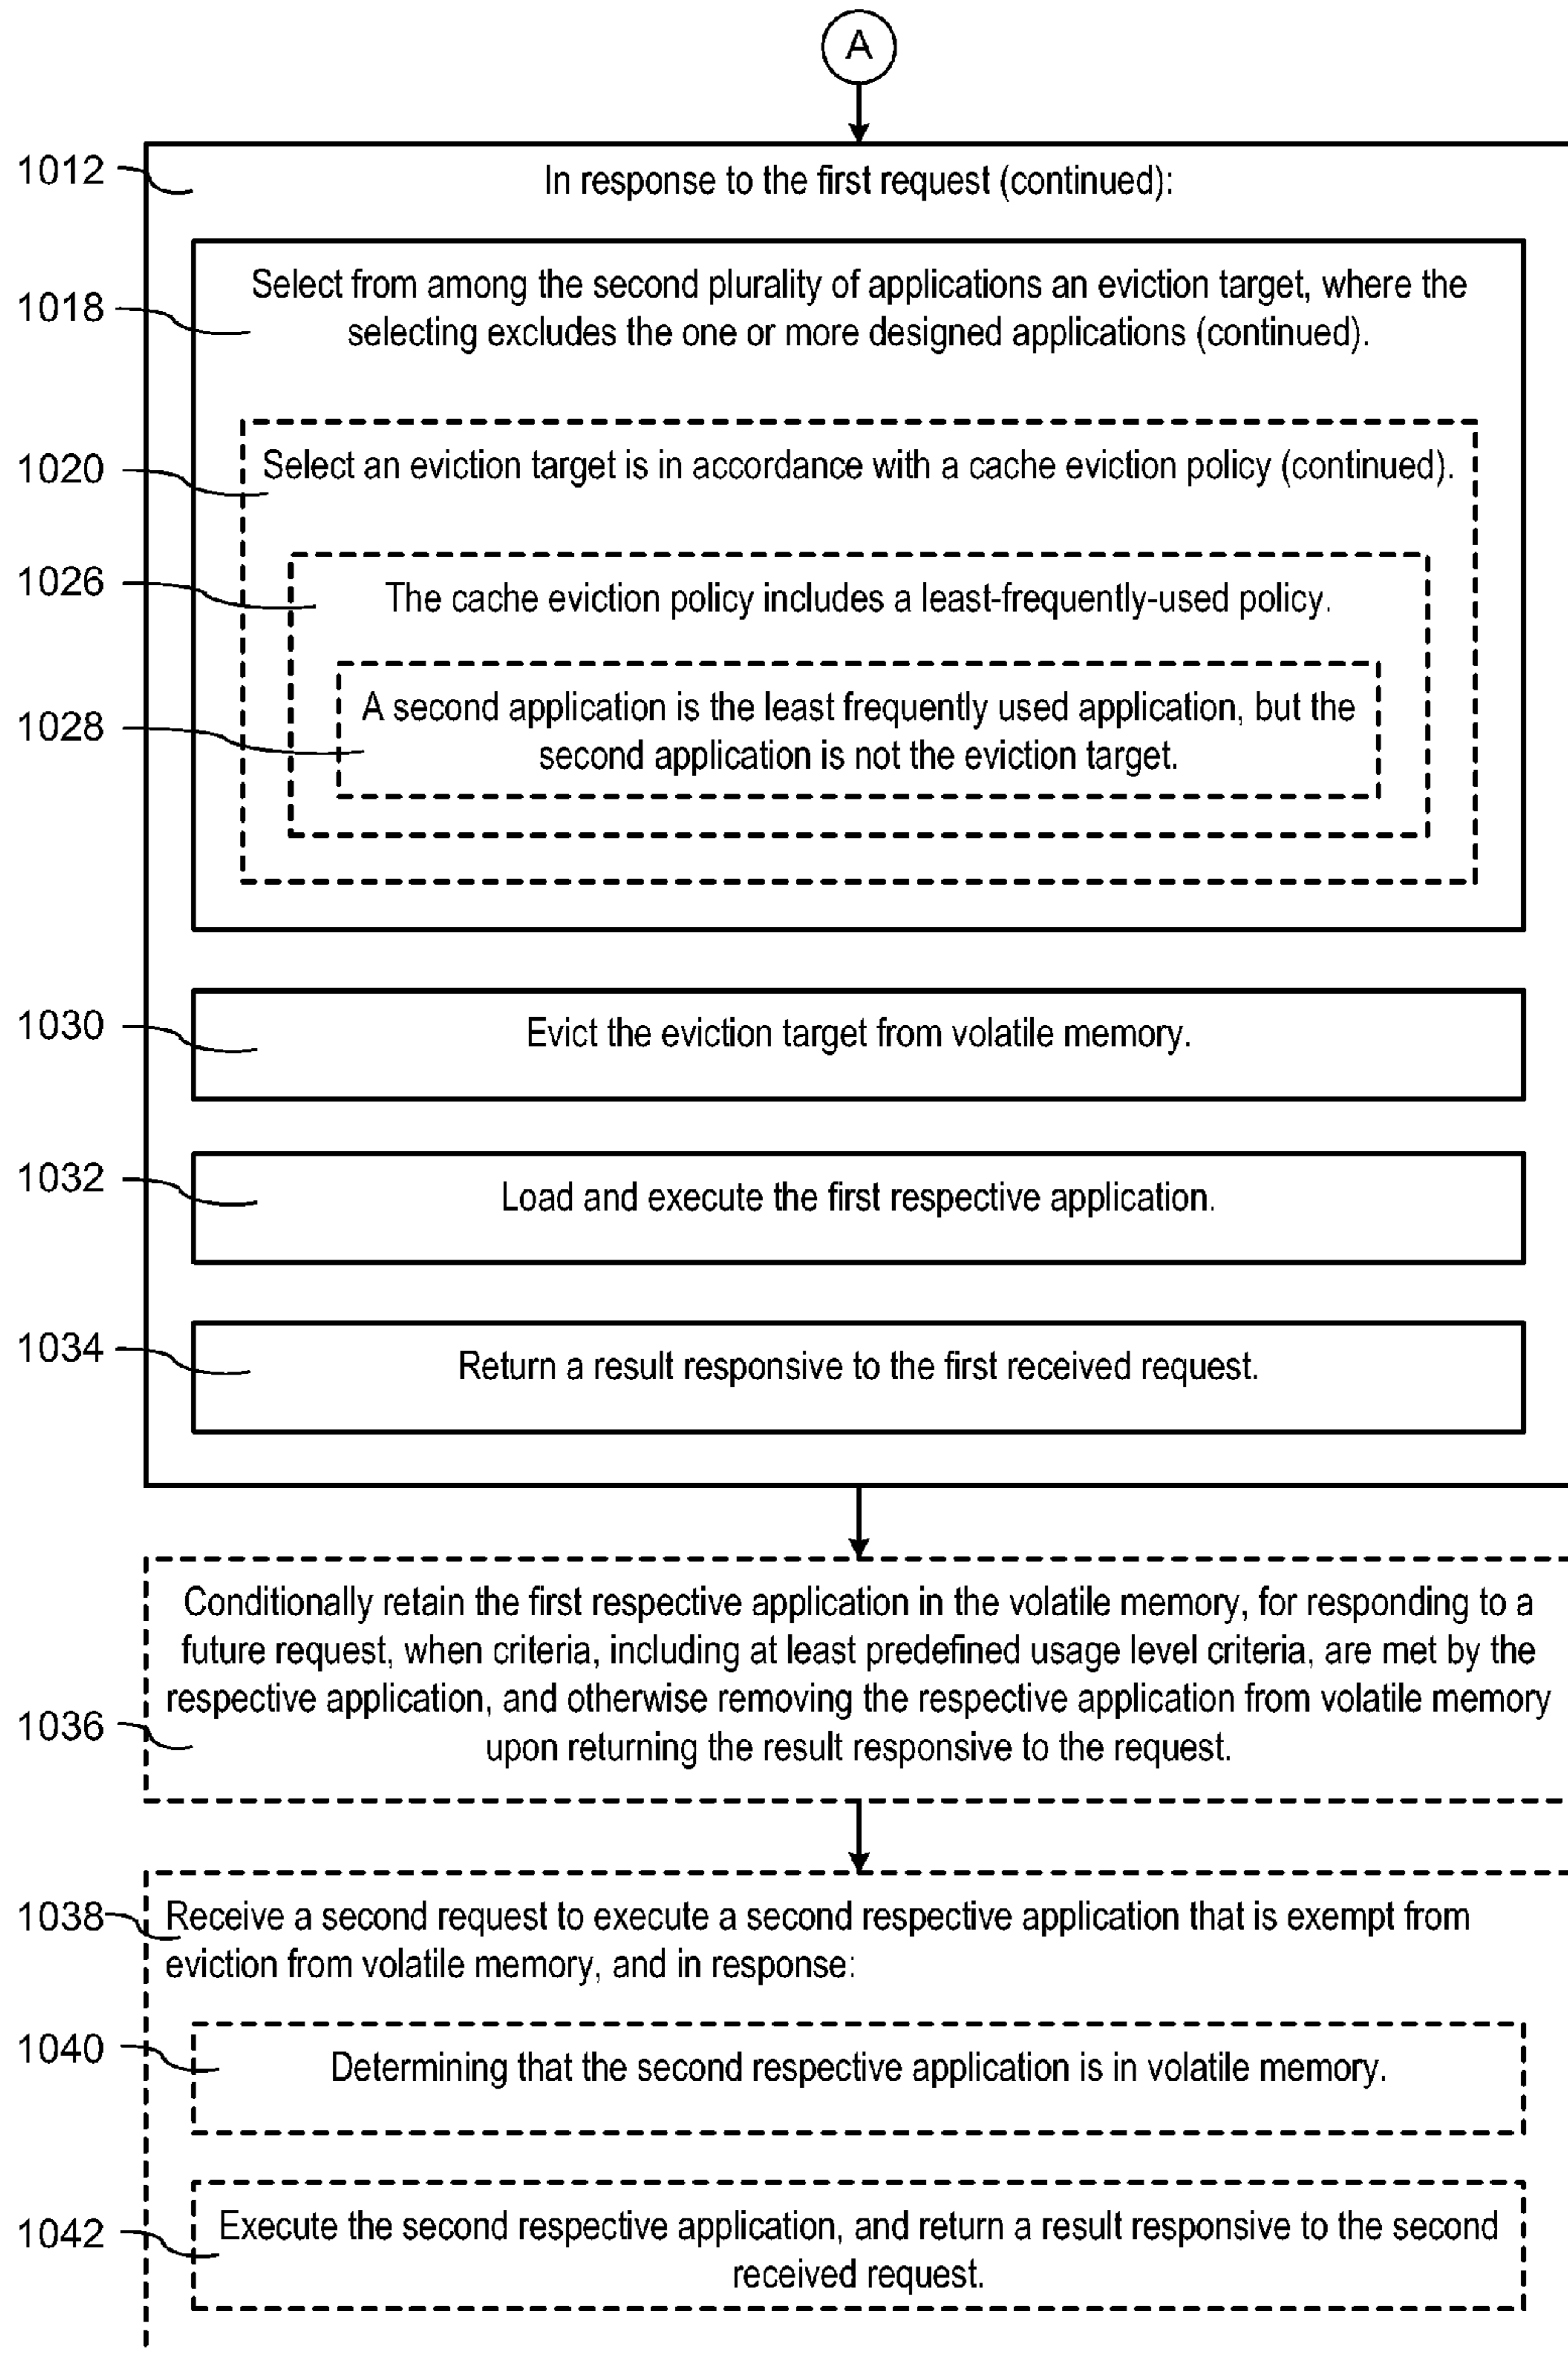 A
1012
In response to the first request (continued):
1018
Select from among the second plurality of applications an eviction target, where the
selecting excludes the one or more designed applications (continued).
1020
Select an eviction target is in accordance with a cache eviction policy (continued).
1026
The cache eviction policy includes a least-frequently-used policy.
1028
A second application is the least frequently used application, but the
second application is not the eviction target.
1030
Evict the eviction target from volatile memory.
1032
Load and execute the first respective application.
1034
Return a result responsive to the first received request.
1036
Conditionally retain the first respective application in the volatile memory, for responding to a
future request, when criteria, including at least predefined usage level criteria, are met by the
respective application, and otherwise removing the respective application from volatile memory
upon returning the result responsive to the request.
1038
Receive a second request to execute a second respective application that is exempt from
eviction from volatile memory, and in response:
1040
Determining that the second respective application is in volatile memory.
1042
Execute the second respective application, and return a result responsive to the second
received request.